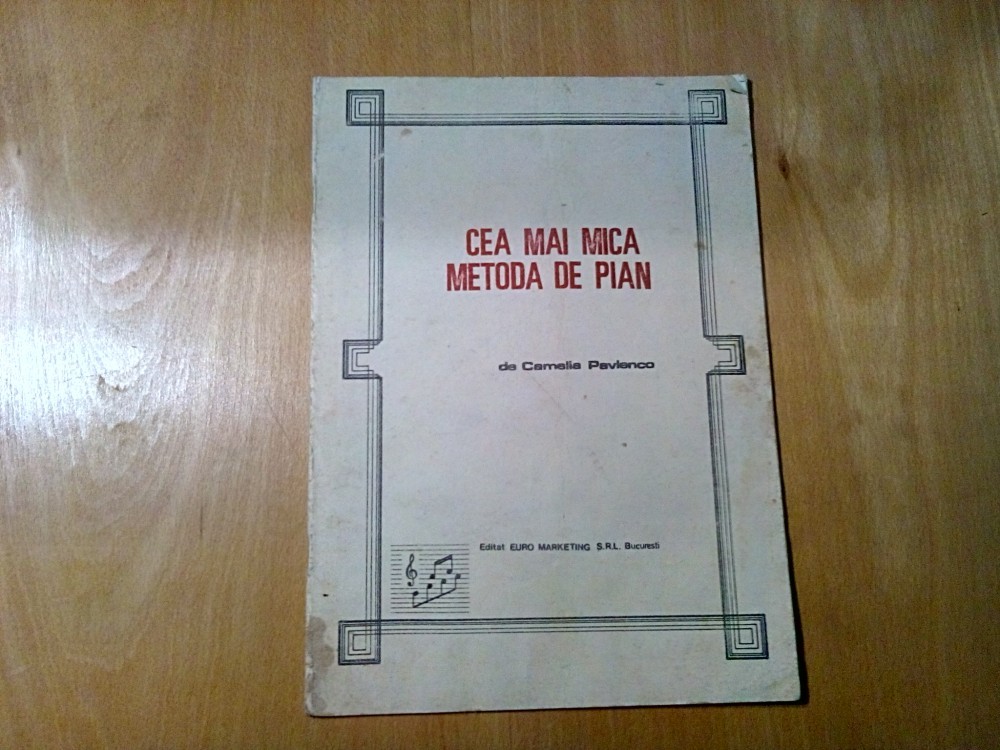 CEA MAI MICA
METODA DE PIAN
de Camelia Pavlenco
Editat EURO MARKETING S.R.L. Bucuresti